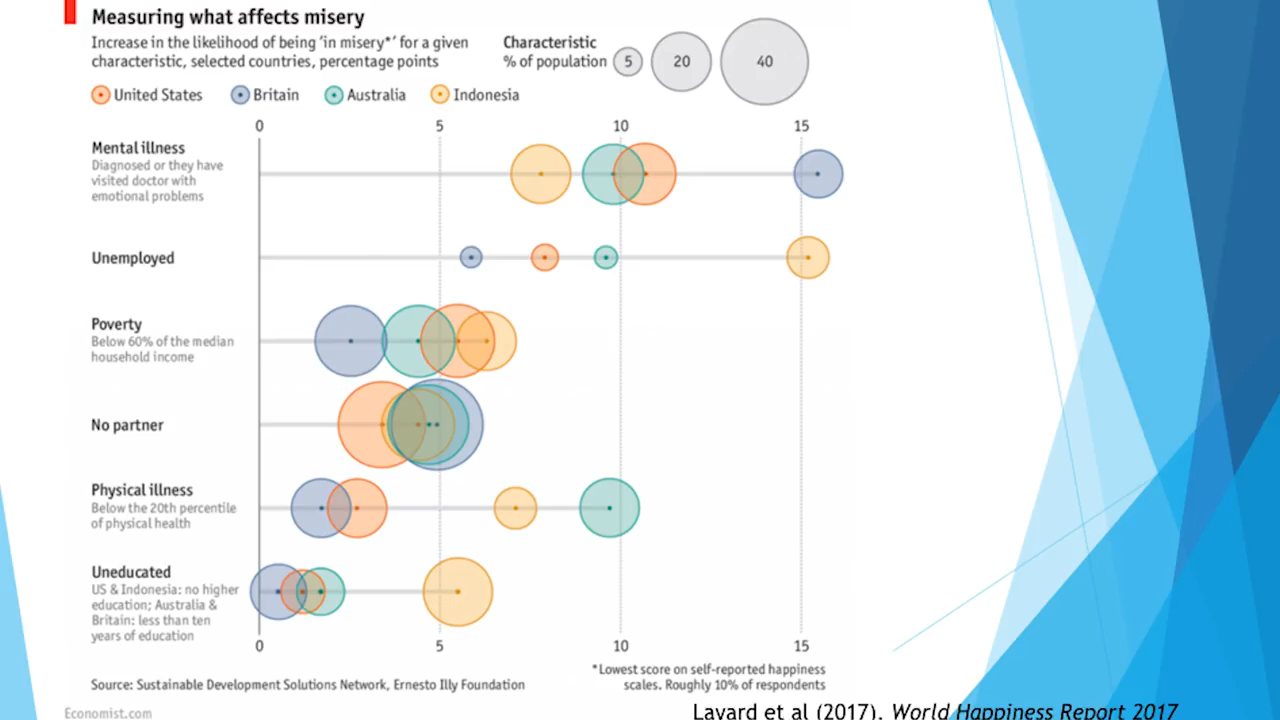 Measuring what affects misery
Increase in the likelihood of being 'in misery*' for a given
characteristic, selected countries, percentage points
Characteristic
% of population
5
20
40
United States
Britain
Australia
Indonesia
0
5
10
15
Mental illness
Diagnosed or they have
visited doctor with
emotional problems
Unemployed
Poverty
Below 60% of the median
household income
No partner
Physical illness
Below the 20th percentile
of physical health
Uneducated
US & Indonesia: no higher
education; Australia &
Britain: less than ten
years of education
0
5
10
15
*Lowest score on self-reported happiness
scales. Roughly 10% of respondents
Source: Sustainable Development Solutions Network, Ernesto Illy Foundation
Economist.com
Layard et al (2017). World Happiness Report 2017